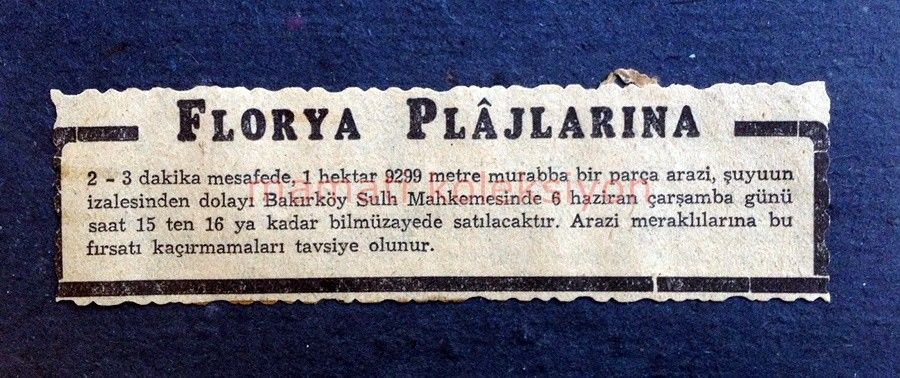 FLORYA PLÂJLARINA
2 - 3 dakika mesafede, 1 hektar 9299 metre murabba bir parça arazi, şuyuun
izalesinden dolayi Bakırköy Sulh Mahkemesinde 6 haziran çarşamba günü
saat 15 ten 16 ya kadar bilmüzayede satılacaktır. Arazi meraklılarına bu
fırsatı kaçırmamaları tavsiye olunur.